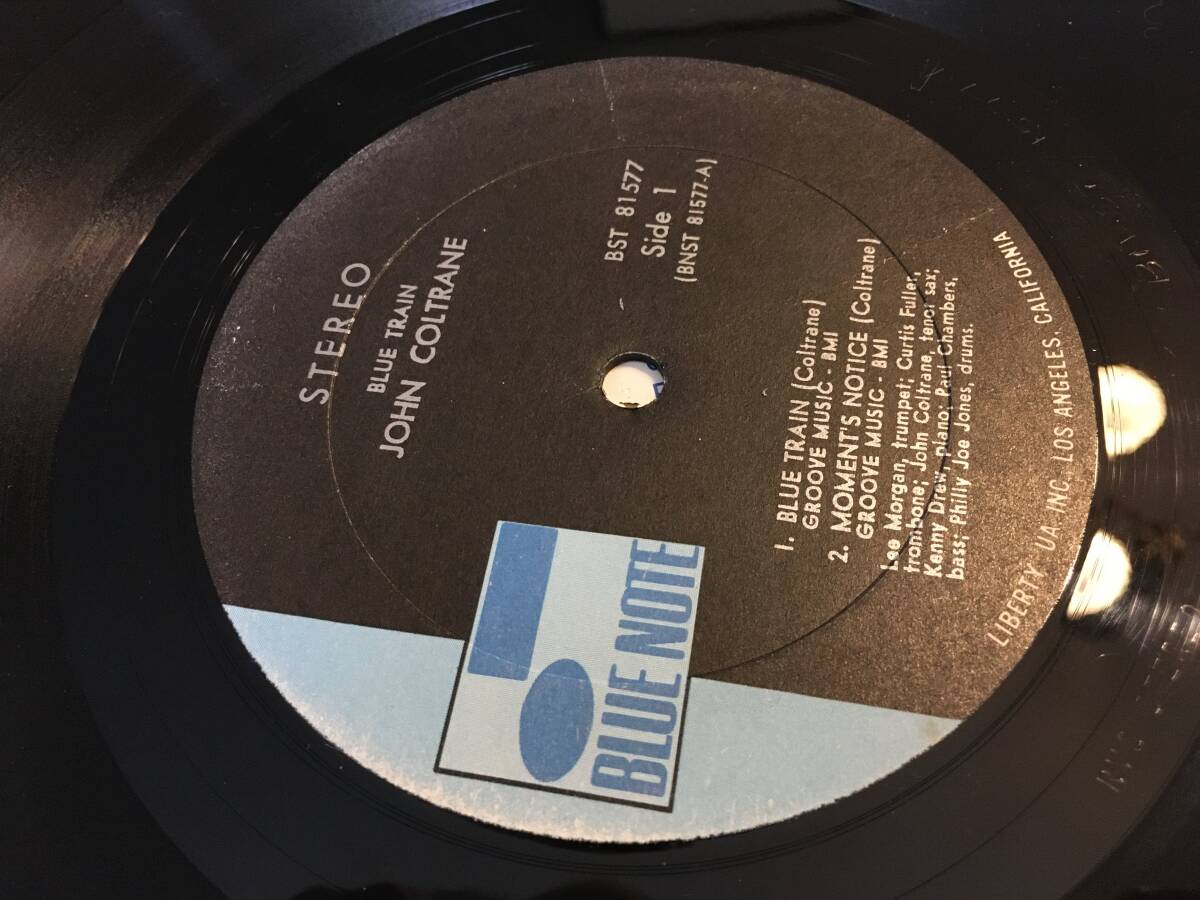 STEREO
BLUE TRAIN
JOHN COLTRANE
BST 81577
Side 1
(BNST 81577-A)
BLUE NOTE
1. BLUE TRAIN (Coltrane)
GROOVE MUSIC - BMI
2. MOMENT'S NOTICE (Coltrane)
GROOVE MUSIC - BMI
Lee Morgan, trumpet; Curtis Fuller,
trombone; John Coltrane, tenor sax;
Kenny Drew, piano; Paul Chambers,
bass; Philly Joe Jones, drums.
LIBERTY UA, INC. LOS ANGELES, CALIFORNIA